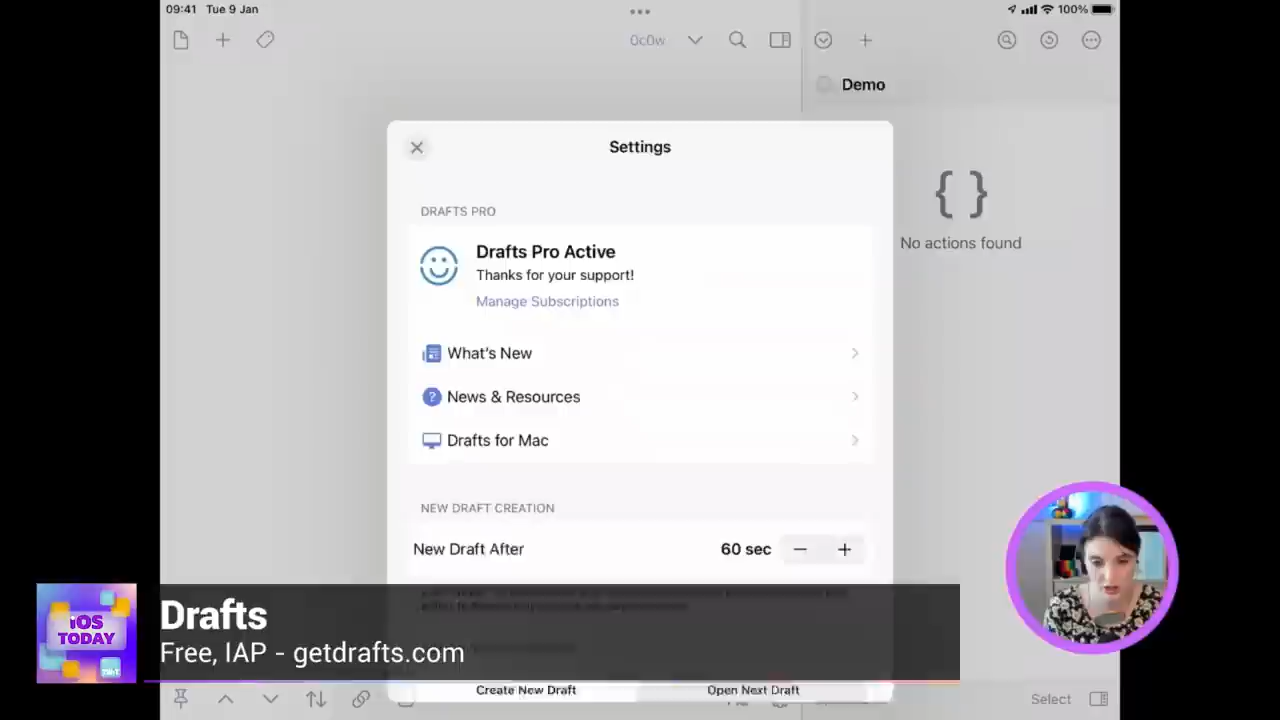 09:41 Tue 9 Jan
100%
0c0w
Demo
Settings
No actions found
DRAFTS PRO
Drafts Pro Active
Thanks for your support!
Manage Subscriptions
What's New
News & Resources
Drafts for Mac
NEW DRAFT CREATION
New Draft After
60 sec
iOS
TODAY
Drafts
Free, IAP - getdrafts.com
Create New Draft
Open Next Draft
Select